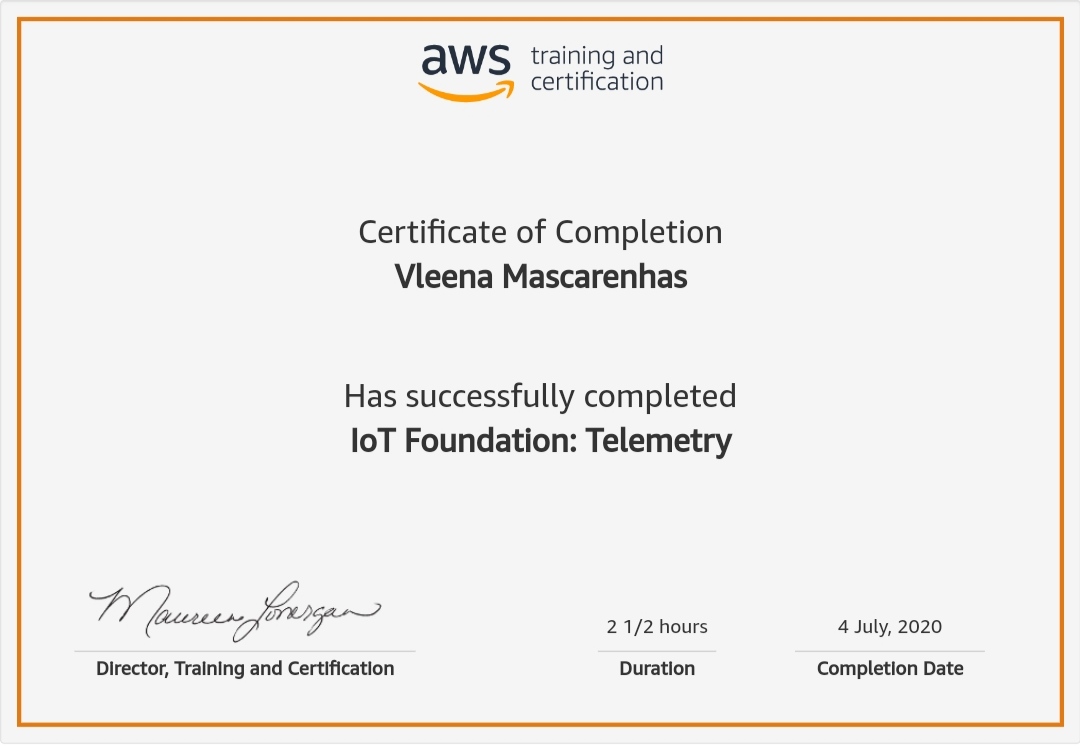 aws training and
certification
Certificate of Completion
Vleena Mascarenhas
Has successfully completed
IoT Foundation: Telemetry
Maureen Lonergan
Director, Training and Certification
2 1/2 hours
Duration
4 July, 2020
Completion Date